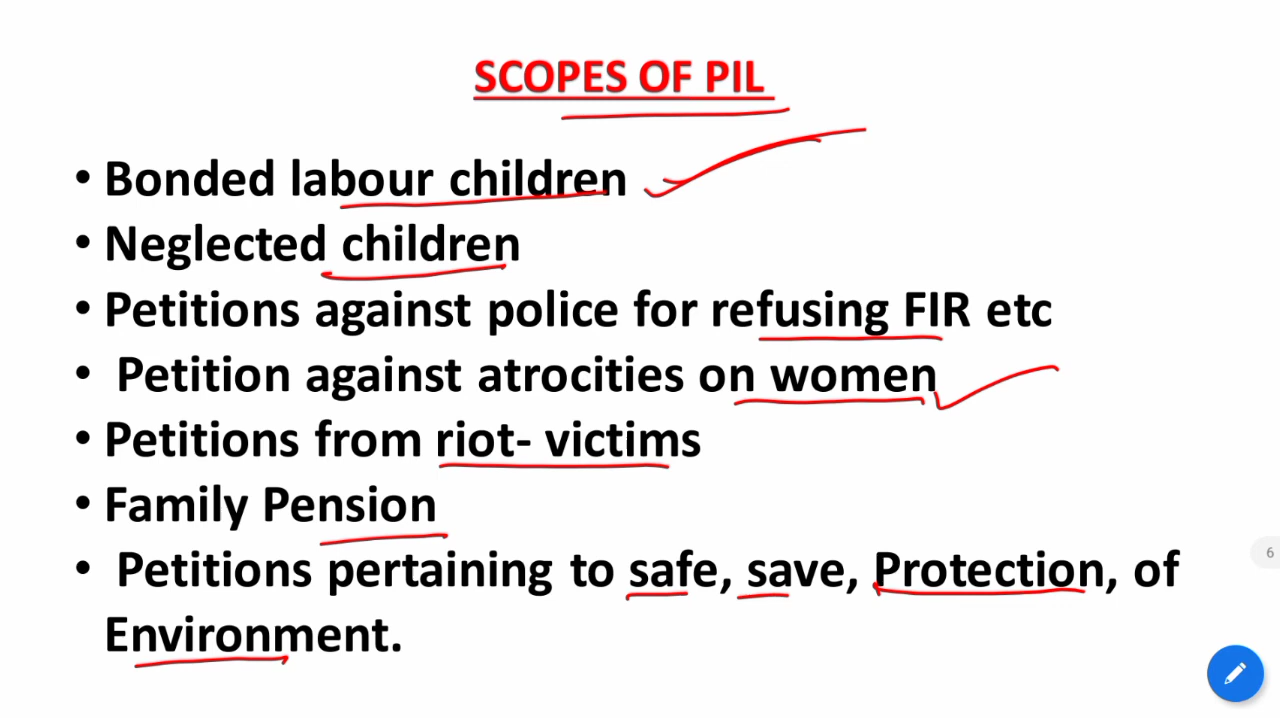 SCOPES OF PIL
• Bonded labour children
• Neglected children
• Petitions against police for refusing FIR etc
• Petition against atrocities on women
• Petitions from riot- victims
• Family Pension
• Petitions pertaining to safe, save, Protection, of
Environment.
6